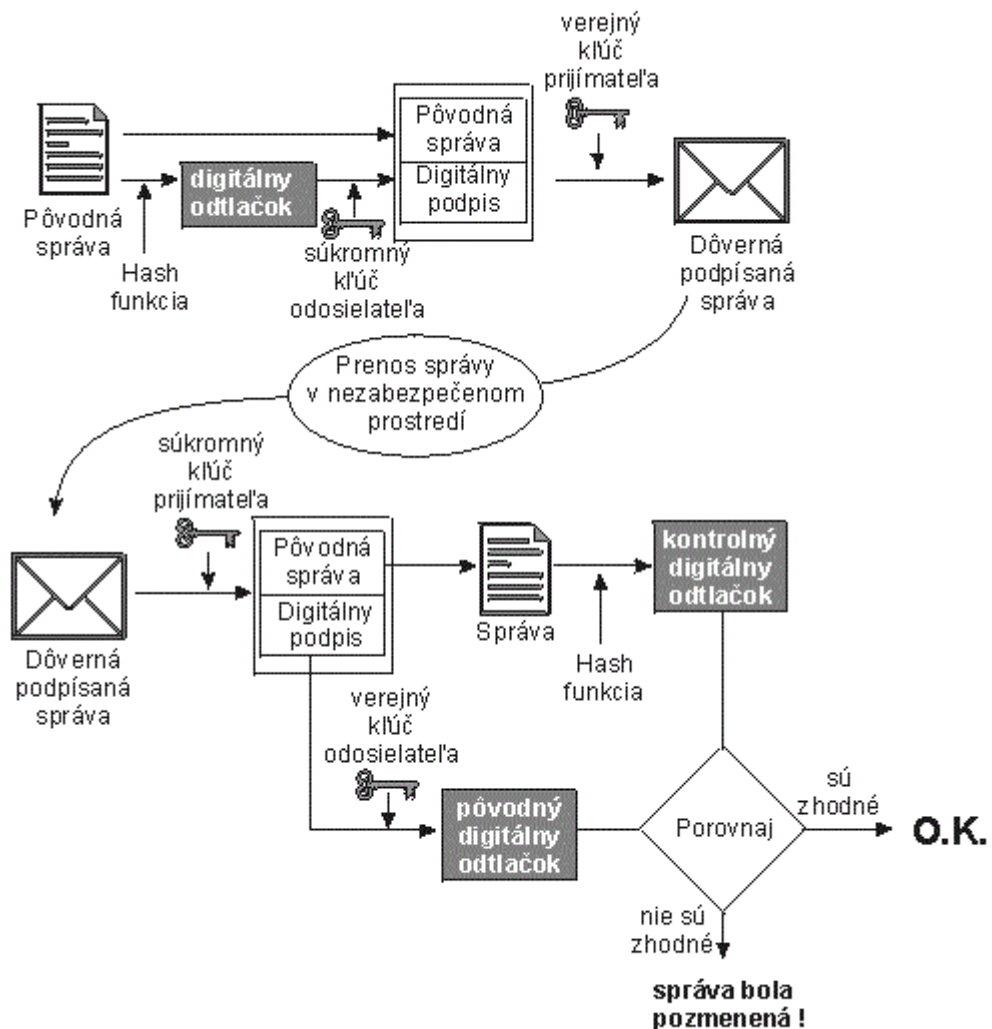 verejný
kľúč
prijímateľa
Pôvodná
správa
Digitálny
podpis
digitálny
odtlačok
Pôvodná
správa
Hash
funkcia
súkromný
kľúč
odosielateľa
Dôverná
podpísaná
správa
Prenos správy
v nezabezpečenom
prostredí
súkromný
kľúč
prijímateľa
Pôvodná
správa
Digitálny
podpis
Správa
kontrolný
digitálny
odtlačok
Hash
funkcia
Dôverná
podpísaná
správa
verejný
kľúč
odosielateľa
pôvodný
digitálny
odtlačok
Porovnaj
sú
zhodné
O.K.
nie sú
zhodné
správa bola
pozmenená !